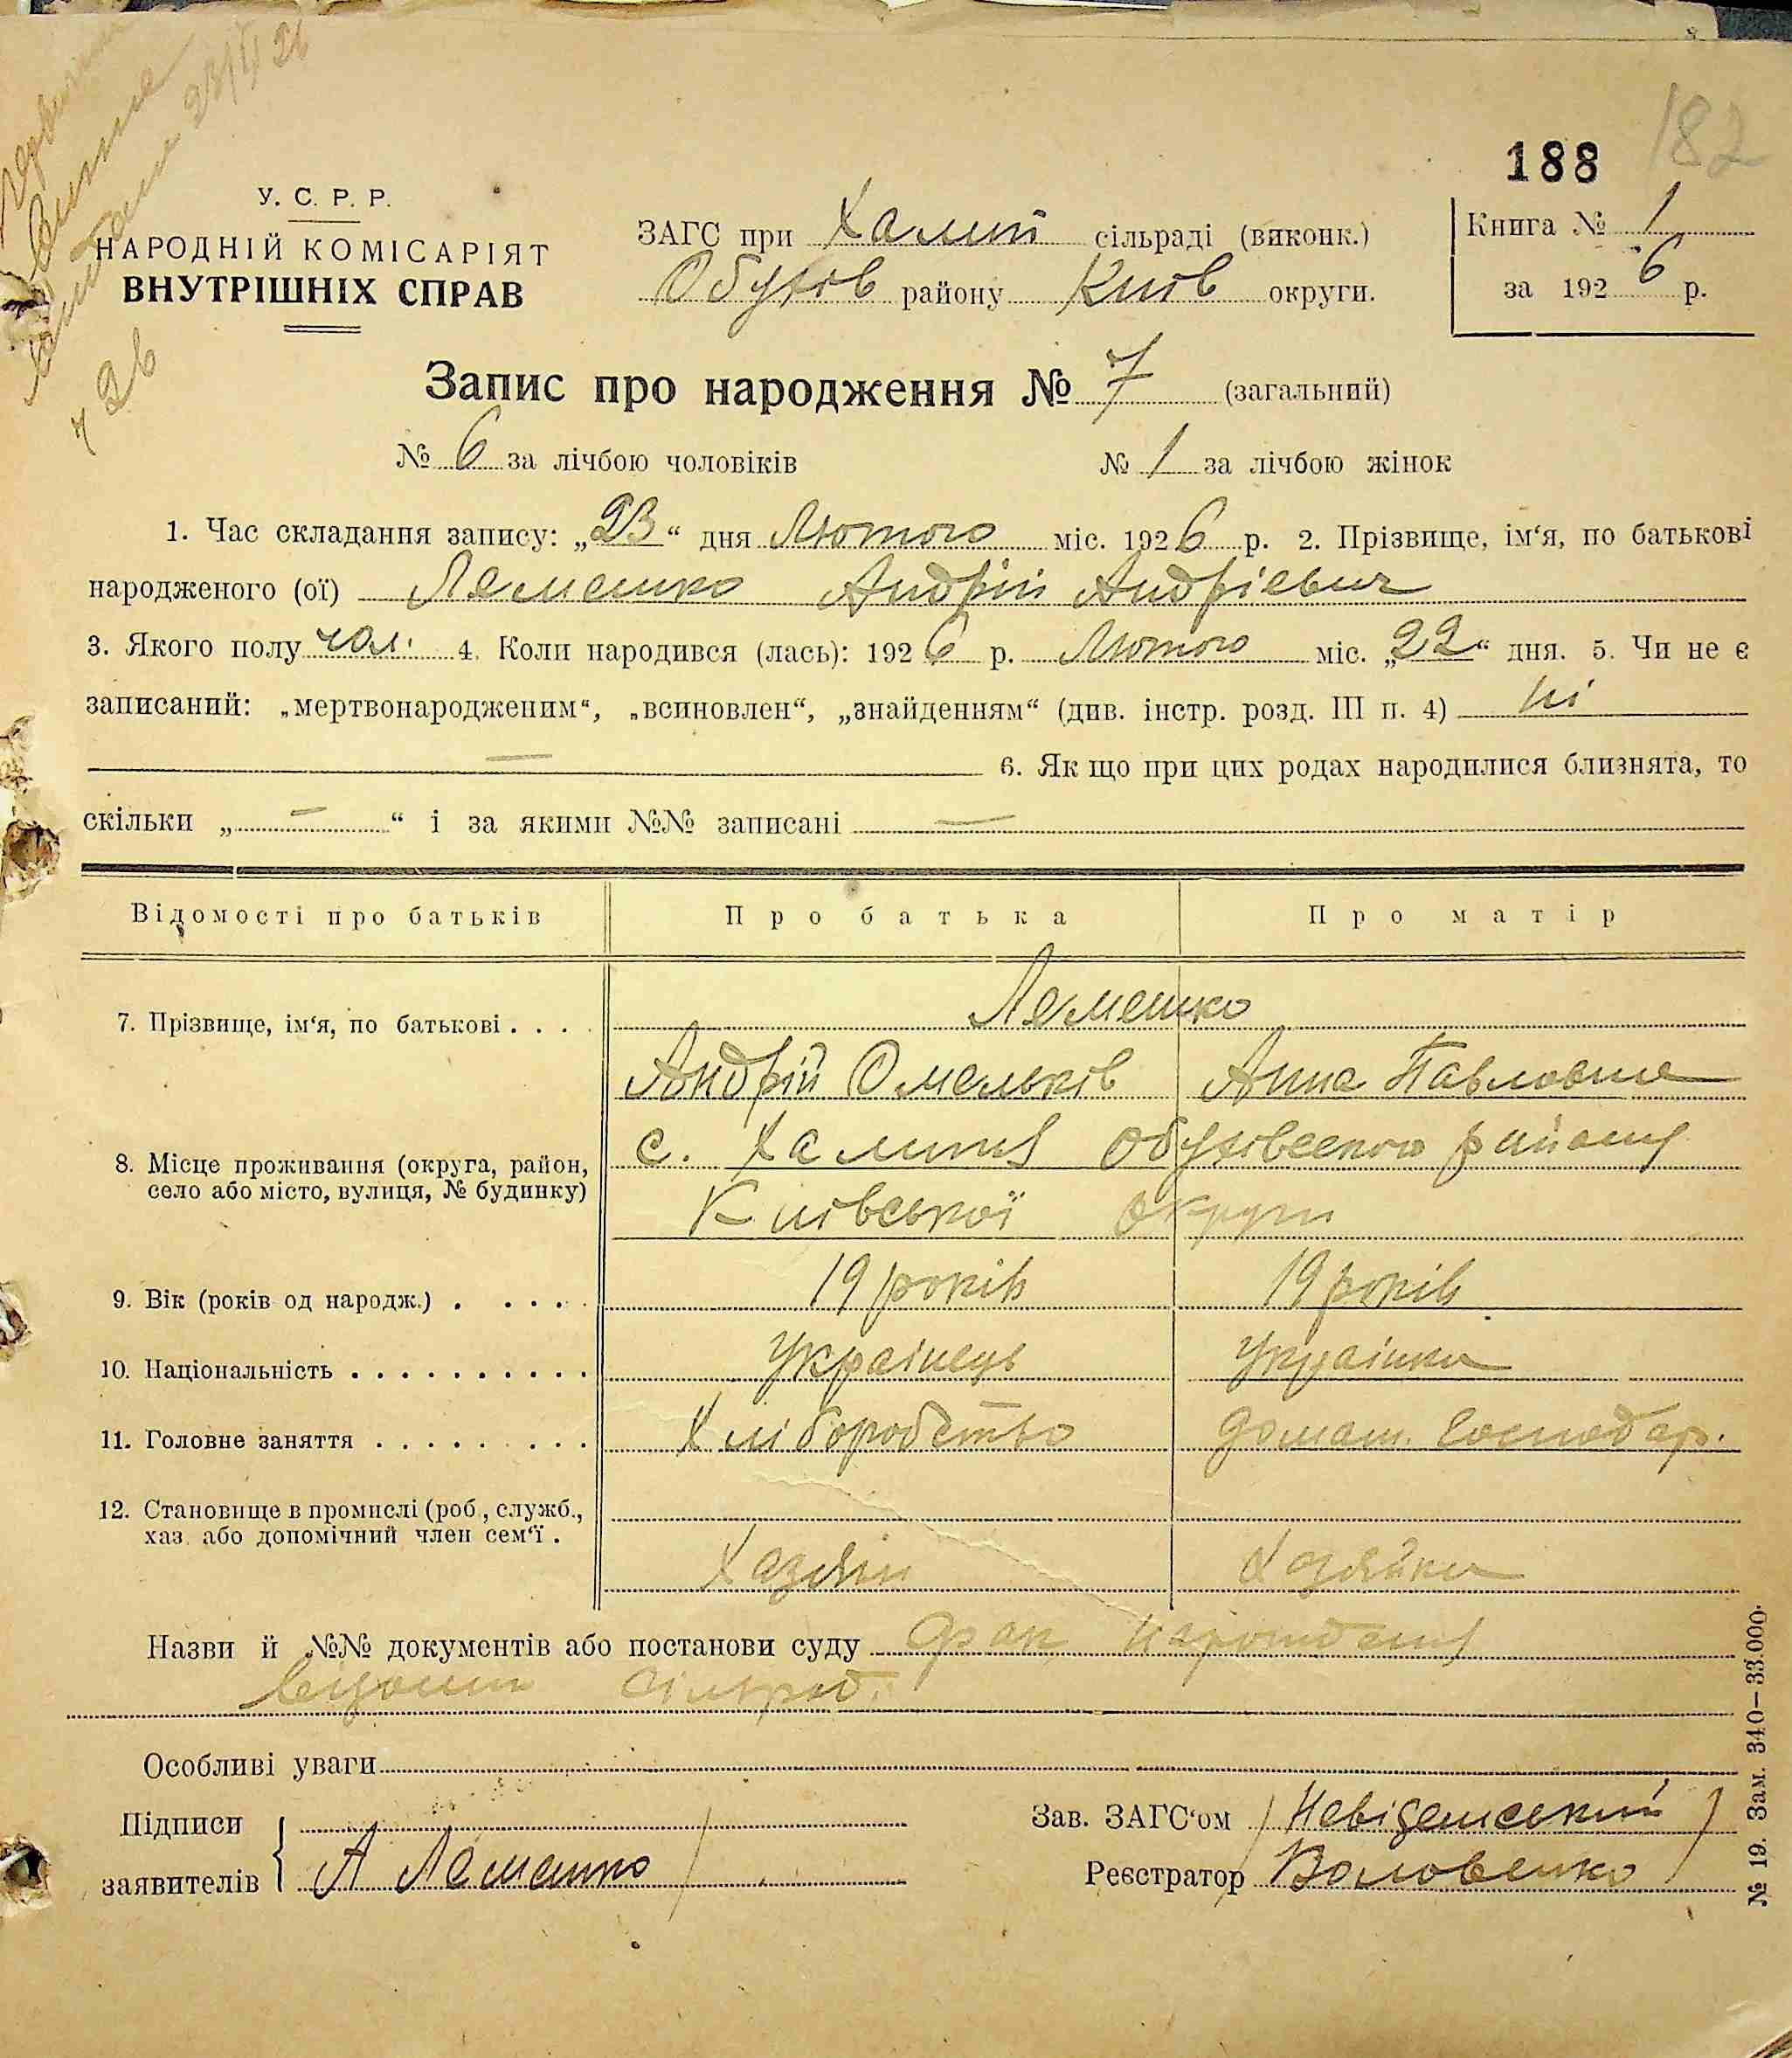 188 182
У. С. Р. Р.
НАРОДНІЙ КОМІСАРІЯТ
ВНУТРІШНІХ СПРАВ
ЗАГС при Халип сільраді (виконк.)
Обухів району Київ округи.
Книга № 1
за 1926 р.
Запис про народження № 7 (загальний)
№ 6 за лічбою чоловіків № 1 за лічбою жінок
1. Час складання запису: „23“ дня Лютого міс. 1926 р. 2. Прізвище, ім‘я, по батькові
народженого (ої) Лемешко Андрій Андрієвич
3. Якого полу чол. 4. Коли народився (лась): 1926 р. Лютого міс. „22“ дня. 5. Чи не є
записаний: „мертвонародженим“, „всиновлен“, „знайденням“ (див. інстр. розд. III п. 4) ні
— 6. Як що при цих родах народилися близнята, то
скільки „—“ і за якими №№ записані —
Відомості про батьків Про батька Про матір
7. Прізвище, ім‘я, по батькові . . . . Лемешко
Андрій Омельків Анна Павловна
8. Місце проживання (округа, район,
село або місто, вулиця, № будинку)
с. Халипя Обухівського району
Київської округи
9. Вік (років од народж.) . . . . . 19 років 19 років
10. Національність . . . . . . . . . . . Українець Українка
11. Головне заняття . . . . . . . . . Хліборобство домаш. господар.
12. Становище в промислі (роб., служб.,
хаз. або допомічний член сем‘ї .
Хазяїн Хазяйка
Назви й №№ документів або постанови суду
сільрад.
Особливі уваги
Підписи
заявителів А Лемешко
Зав. ЗАГС‘ом
Реєстратор Воловенко
№ 19. Зам. 340—33.000.